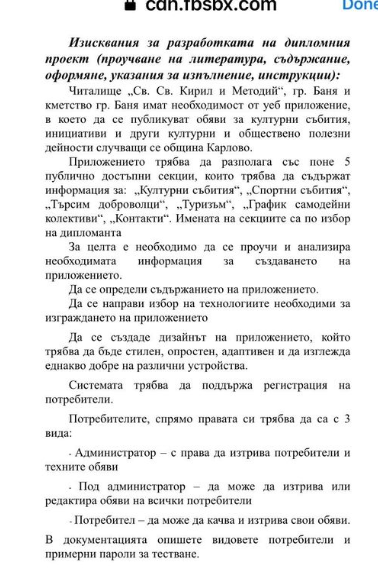 cdn.fbsbx.com
Done
Изисквания за разработката на дипломния
проект (проучване на литература, съдържание,
оформяне, указания за изпълнение, инструкции):
Читалище „Св. Св. Кирил и Методий“, гр. Баня и
кметство гр. Баня имат необходимост от уеб приложение,
в което да се публикуват обяви за културни събития,
инициативи и други културни и обществено полезни
дейности случващи се община Карлово.
Приложението трябва да разполага със поне 5
публично достъпни секции, които трябва да съдържат
информация за: „Културни събития“, „Спортни събития“,
„Търсим доброволци“, „Туризъм“, „График самодейни
колективи“, „Контакти“. Имената на секциите са по избор
на дипломанта
За целта е необходимо да се проучи и анализира
необходимата информация за създаването на
приложението.
Да се определи съдържанието на приложението.
Да се направи избор на технологиите необходими за
изграждането на приложението
Да се създаде дизайнът на приложението, който
трябва да бъде стилен, опростен, адаптивен и да изглежда
еднакво добре на различни устройства.
Системата трябва да поддържа регистрация на
потребители.
Потребителите, спрямо правата си трябва да са с 3
вида:
- Администратор – с права да изтрива потребители и
техните обяви
- Под администратор – да може да изтрива или
редактира обяви на всички потребители
- Потребител – да може да качва и изтрива свои обяви.
В документацията опишете видовете потребители и
примерни пароли за тестване.